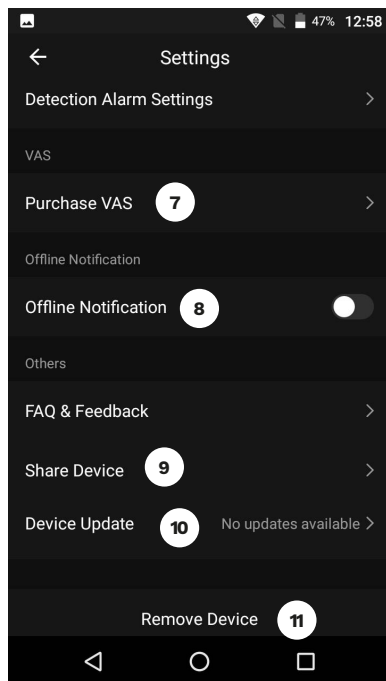 47% 12:58
Settings
Detection Alarm Settings
VAS
Purchase VAS 7
Offline Notification
Offline Notification 8
Others
FAQ & Feedback
Share Device 9
Device Update 10 No updates available
Remove Device 11